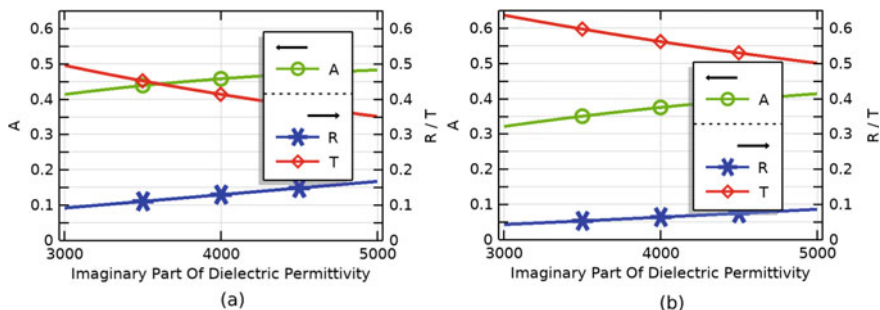 0.6 0.6
0.5 0.5
0.4 0.4
0.3 0.3
0.2 0.2
0.1 0.1
0 0
A
R / T
A
R
T
3000 4000 5000
Imaginary Part Of Dielectric Permittivity
(a)
0.6 0.6
0.5 0.5
0.4 0.4
0.3 0.3
0.2 0.2
0.1 0.1
0 0
A
R / T
A
R
T
3000 4000 5000
Imaginary Part Of Dielectric Permittivity
(b)